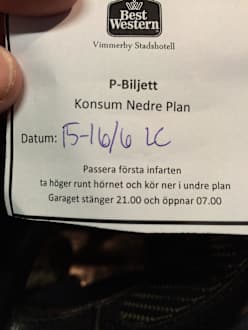 Best
Western
Vimmerby Stadshotell
P-Biljett
Konsum Nedre Plan
Datum: 15-16/6 LC
Passera första infarten
ta höger runt hörnet och kör ner i undre plan
Garaget stänger 21.00 och öppnar 07.00